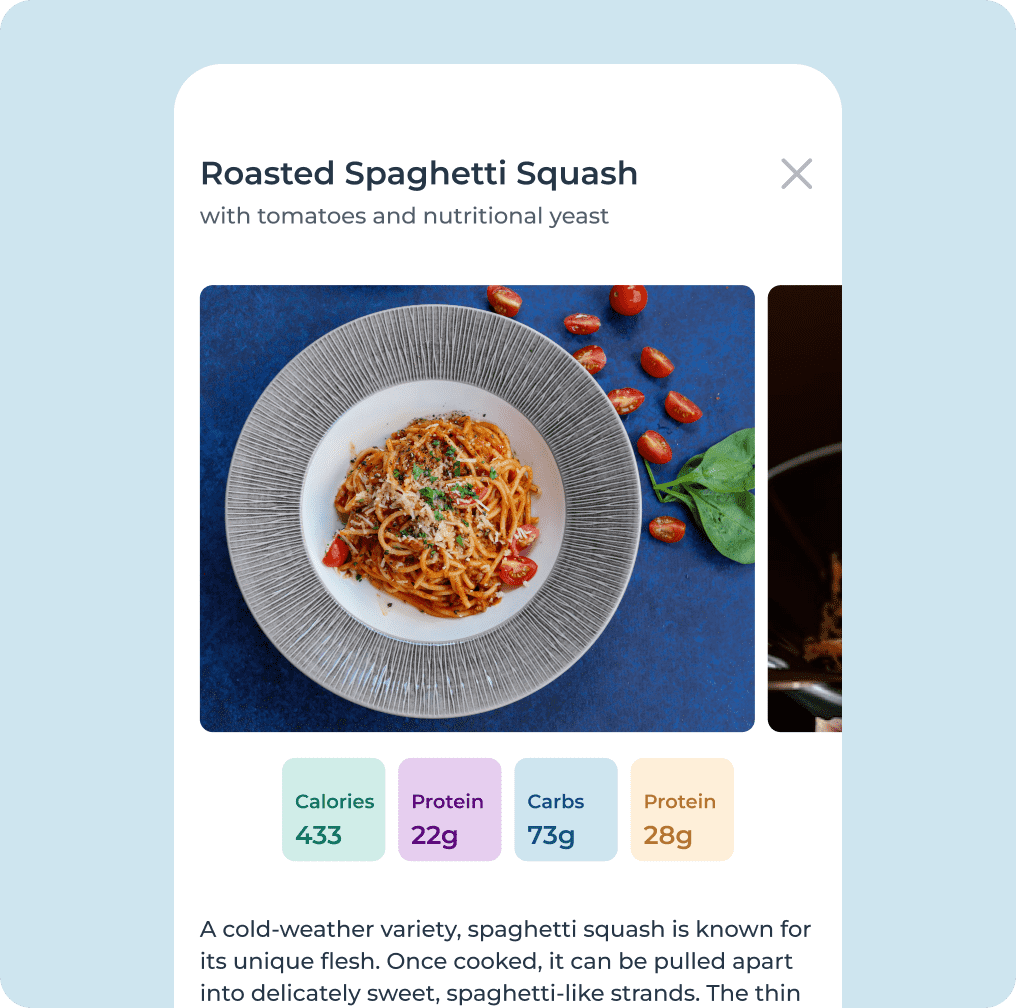 Roasted Spaghetti Squash
with tomatoes and nutritional yeast
Calories
433
Protein
22g
Carbs
73g
Protein
28g
A cold-weather variety, spaghetti squash is known for
its unique flesh. Once cooked, it can be pulled apart
into delicately sweet, spaghetti-like strands. The thin